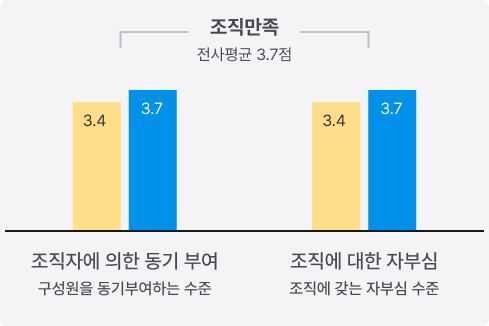 조직만족
전사평균 3.7점
3.4
3.7
3.4
3.7
조직자에 의한 동기 부여
구성원을 동기부여하는 수준
조직에 대한 자부심
조직에 갖는 자부심 수준